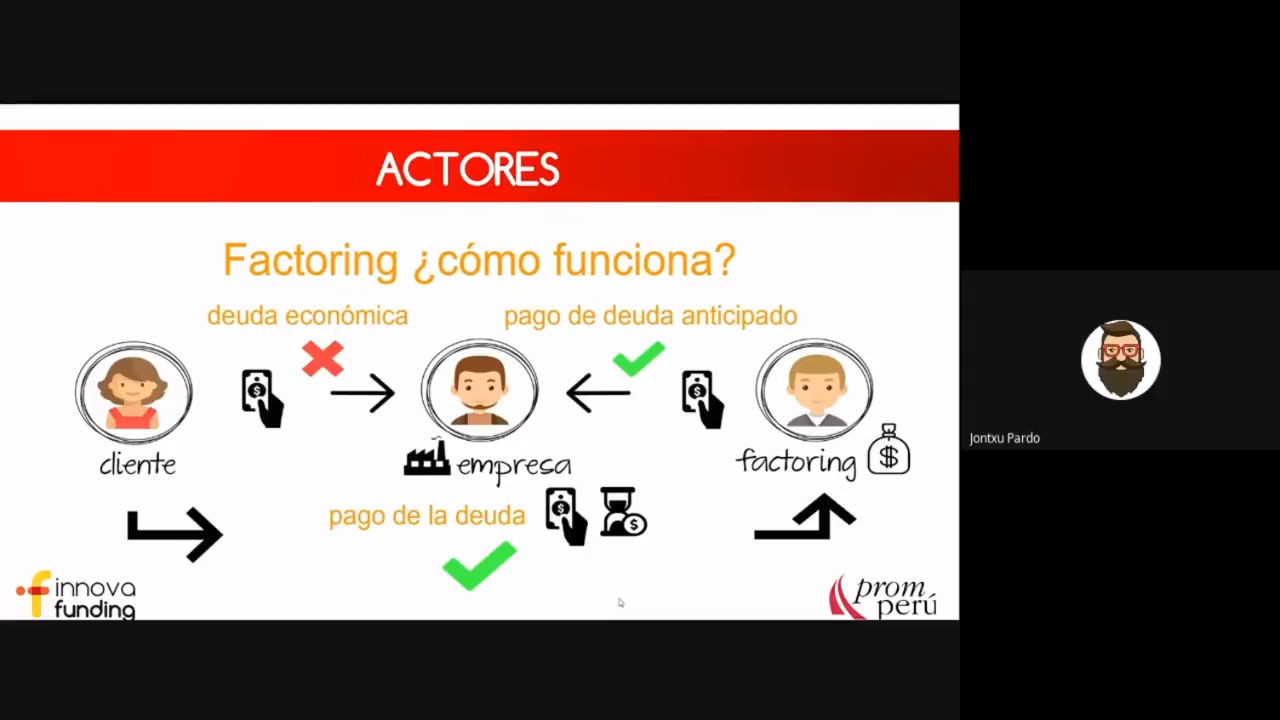 ACTORES
Factoring ¿cómo funciona?
deuda económica
pago de deuda anticipado
cliente
empresa
factoring
pago de la deuda
innova
funding
prom
perú
Jontxu Pardo